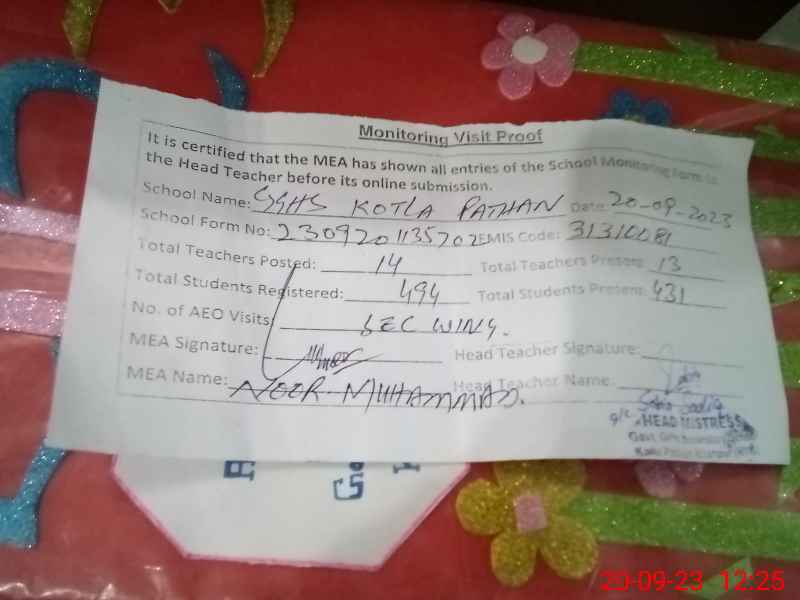 Monitoring Visit Proof
It is certified that the MEA has shown all entries of the School Monitoring Form to
the Head Teacher before its online submission.
School Name: GGHS KOTLA PATHAN Date: 20-09-2023
School Form No: 230920113570 2 EMIS Code: 31310081
Total Teachers Posted: 14 Total Teachers Present: 13
Total Students Registered: 494 Total Students Present: 431
No. of AEO Visits: SEC WING.
MEA Signature: Head Teacher Signature:
MEA Name: NOOR MUHAMMAD. Head Teacher Name:
HEAD MISTRESS
Govt. Girls
20-09-23 12:25